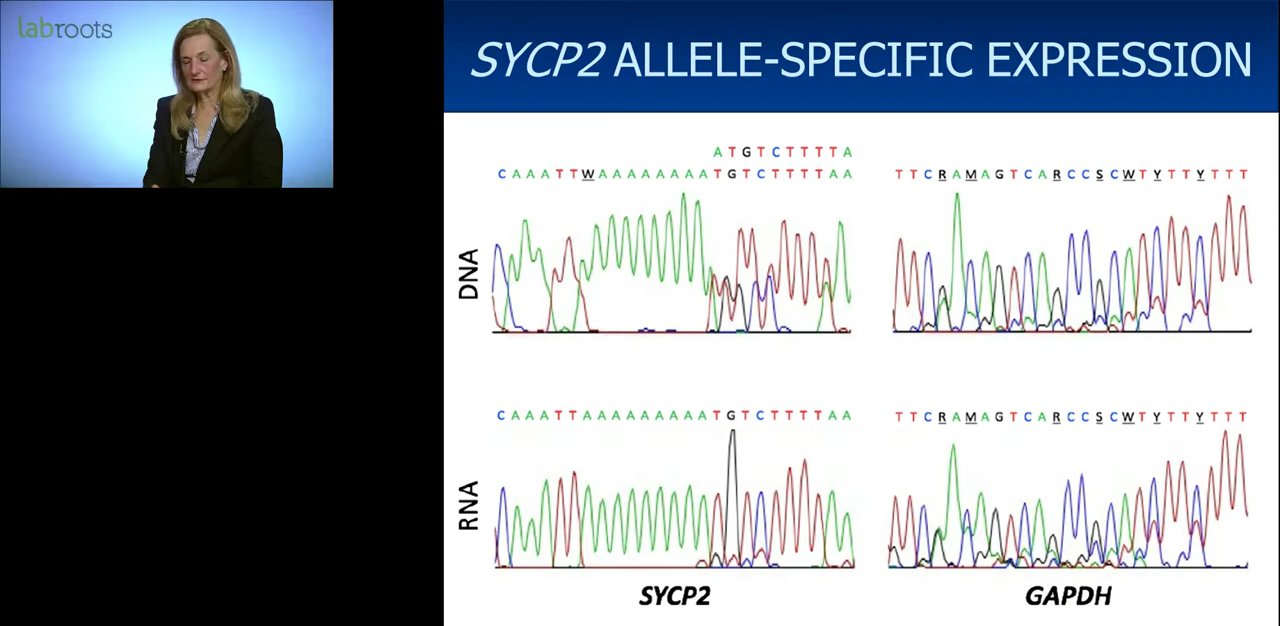 labroots
SYCP2 ALLELE-SPECIFIC EXPRESSION
ATGTCTTTTA
CAAATTWAAAAAAAATGTCTTTTAA
TTCRAMAGTCARCCSCWTYTTYTTT
DNA
CAAATTAAAAAAAAATGTCTTTTAA
TTCRAMAGTCARCCSCWTYTTYTTT
RNA
SYCP2
GAPDH